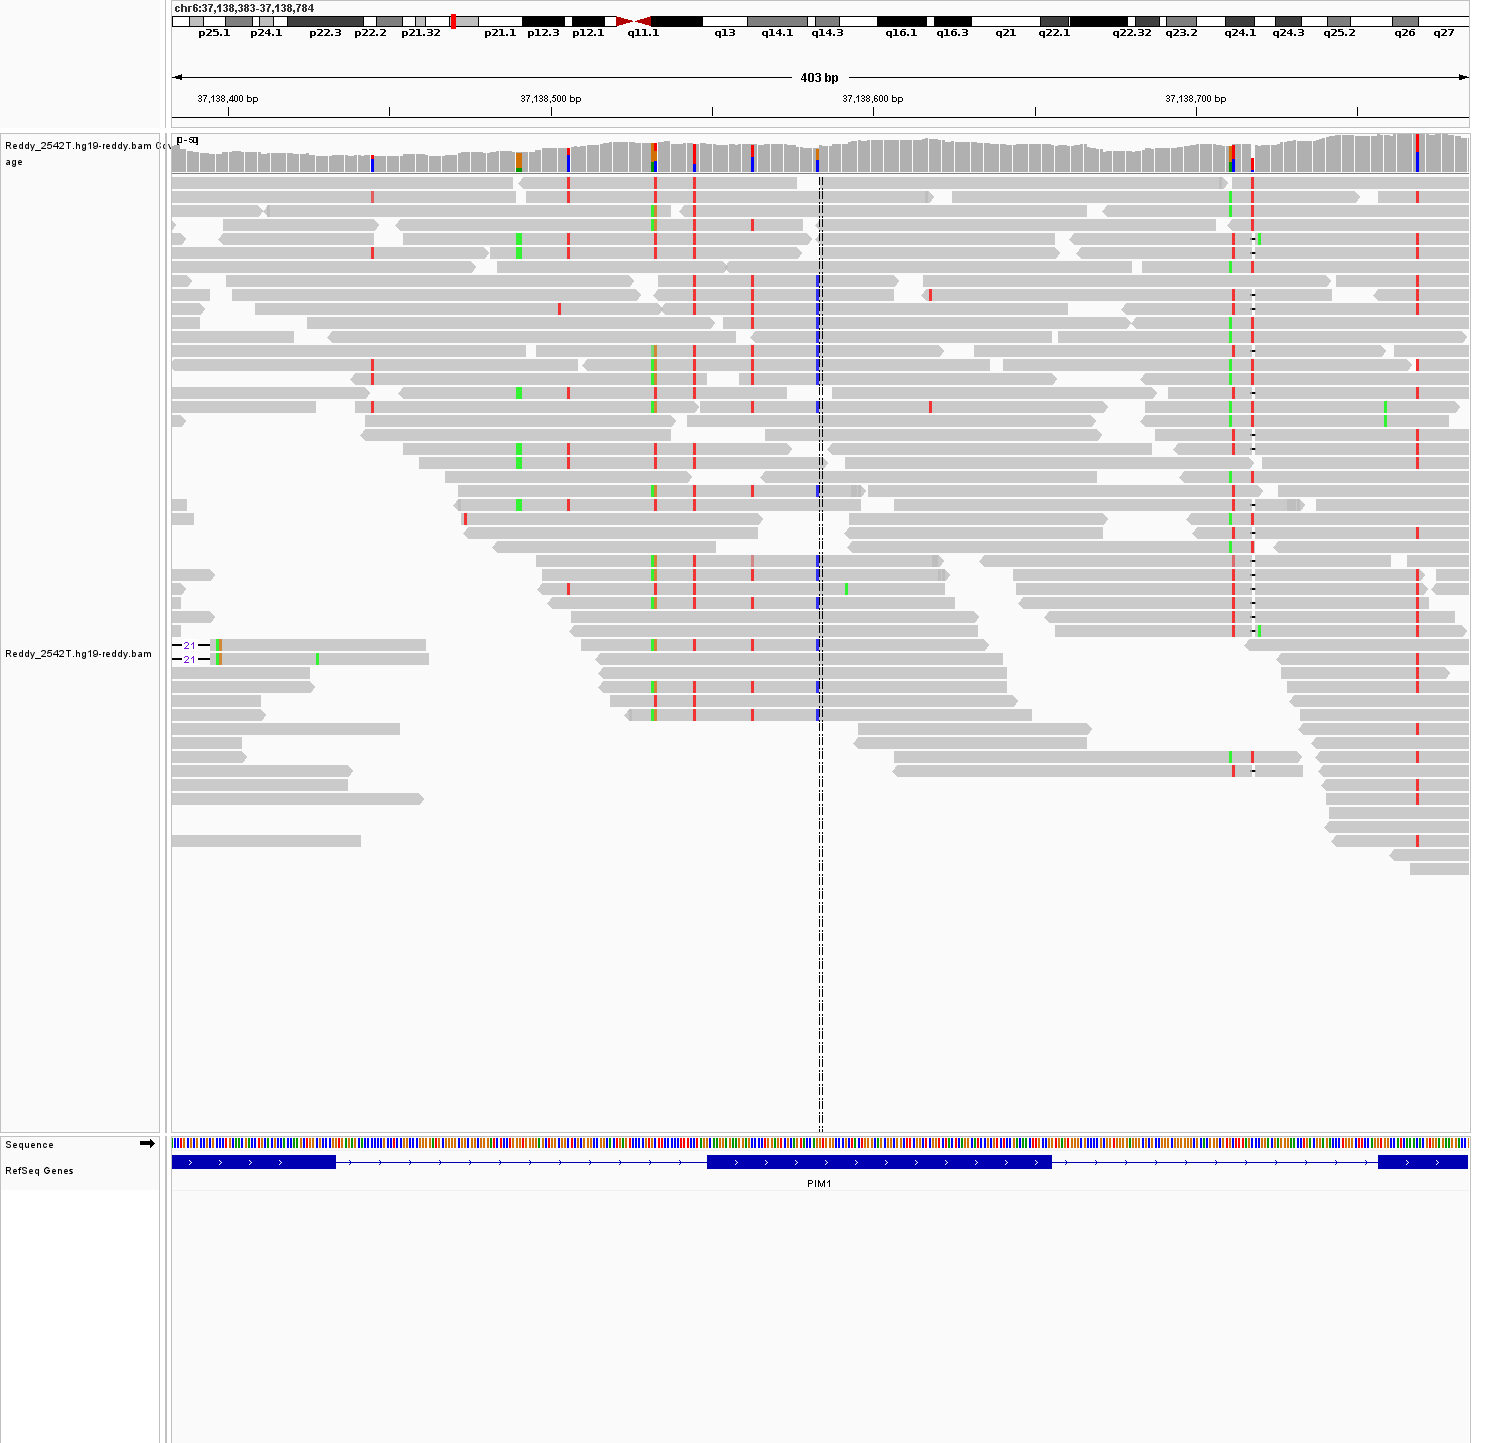 chr6:37,138,383-37,138,784
p25.1 p24.1 p22.3 p22.2 p21.32 p21.1 p12.3 p12.1 q11.1 q13 q14.1 q14.3 q16.1 q16.3 q21 q22.1 q22.32 q23.2 q24.1 q24.3 q25.2 q26 q27
403 bp
37,138,400 bp 37,138,500 bp 37,138,600 bp 37,138,700 bp
Reddy_2542T.hg19-reddy.bam Cov
age
21
Reddy_2542T.hg19-reddy.bam
21
Sequence
RefSeq Genes
PIM1